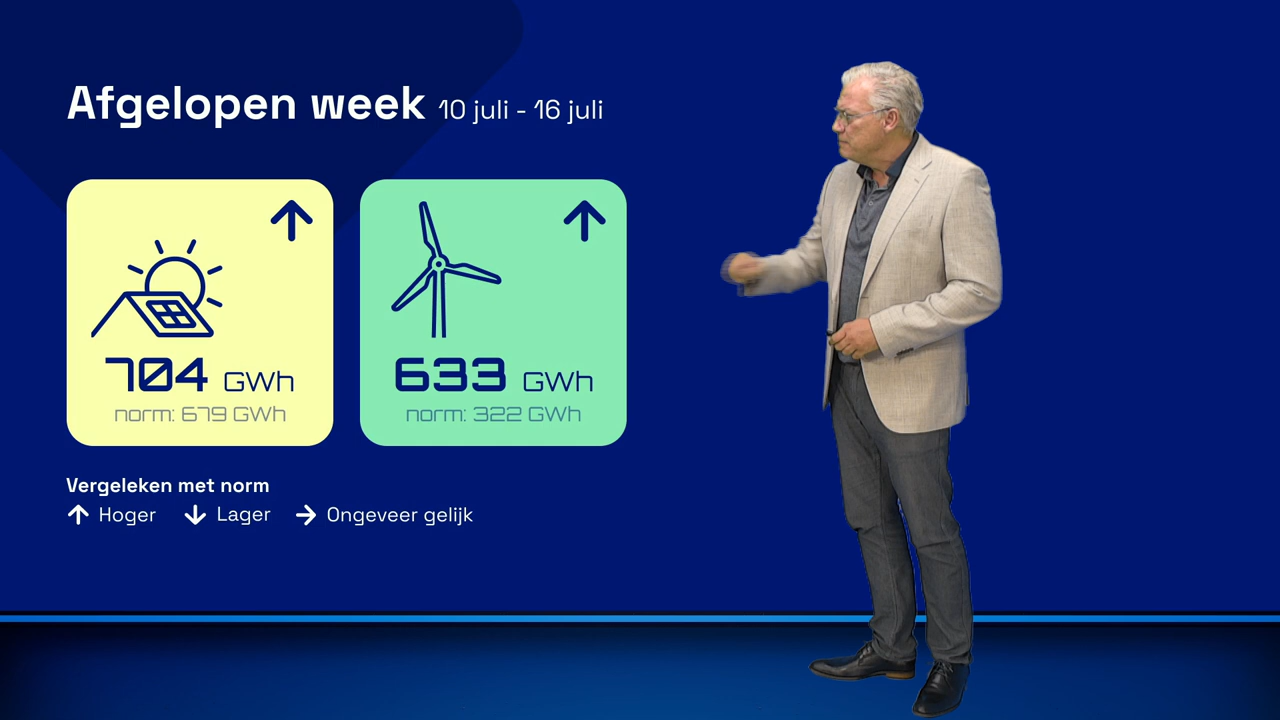 Afgelopen week 10 juli - 16 juli
704 GWh
norm: 679 GWh
633 GWh
norm: 322 GWh
Vergeleken met norm
Hoger Lager Ongeveer gelijk